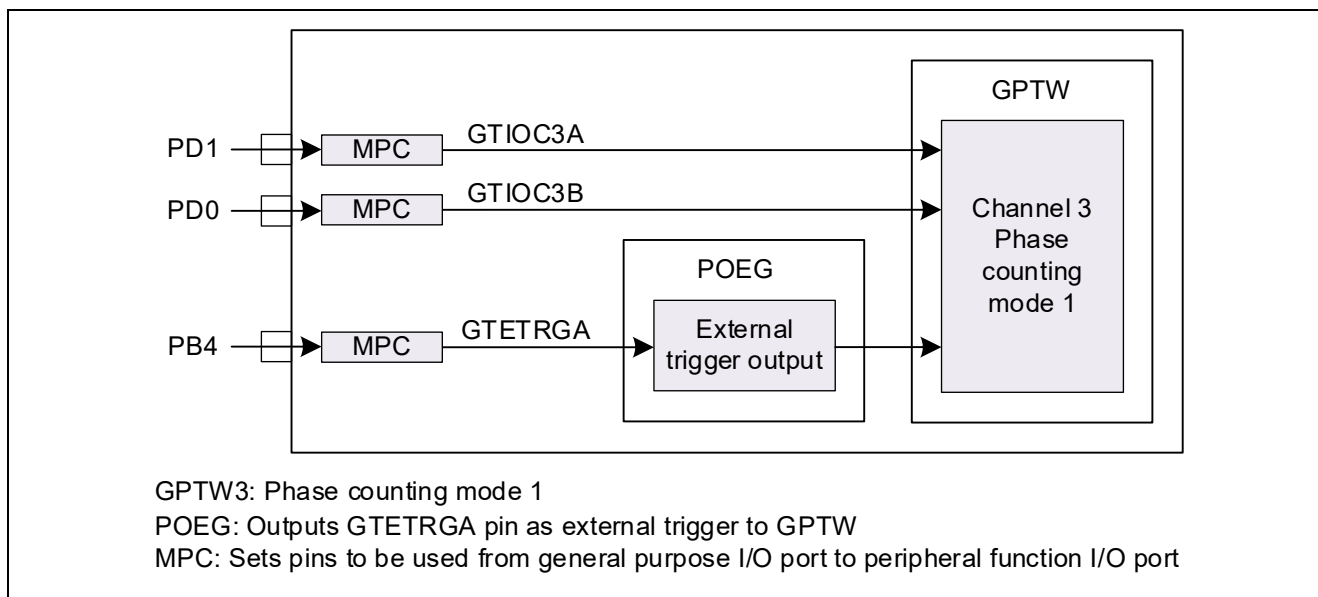 GPTW
PD1
MPC
GTIOC3A
PD0
MPC
GTIOC3B
Channel 3
Phase
counting
mode 1
POEG
PB4
MPC
GTETRGA
External
trigger output
GPTW3: Phase counting mode 1
POEG: Outputs GTETRGA pin as external trigger to GPTW
MPC: Sets pins to be used from general purpose I/O port to peripheral function I/O port